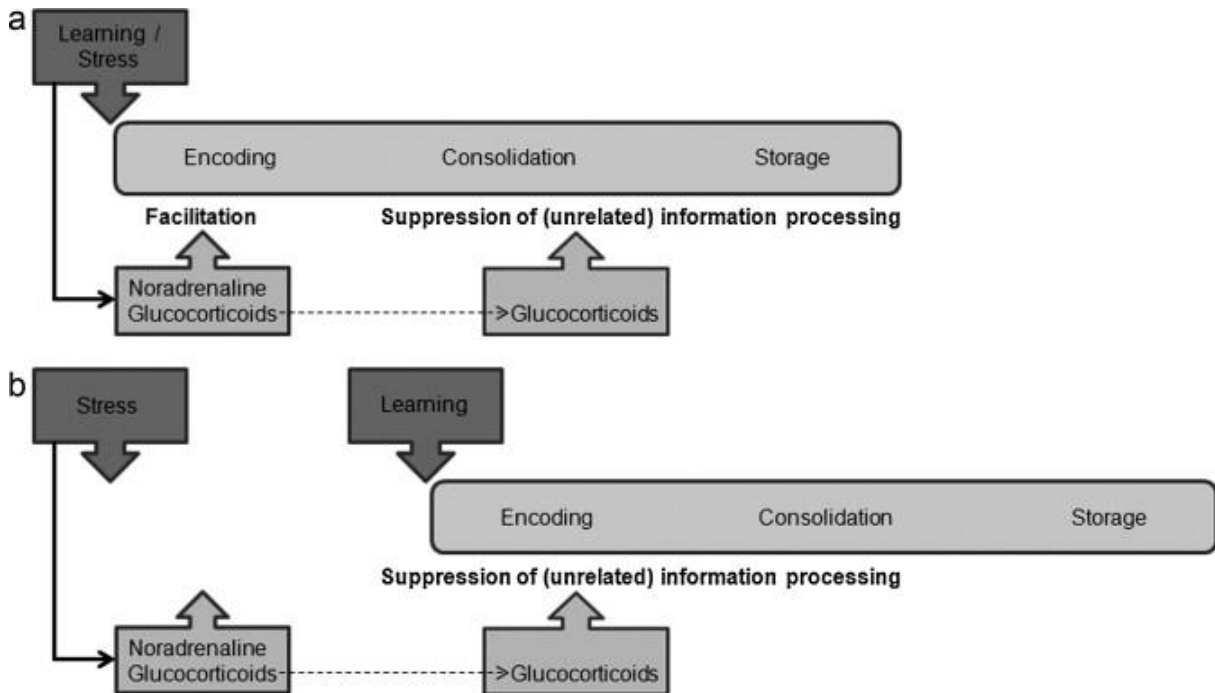 a
Learning /
Stress
Encoding Consolidation Storage
Facilitation Suppression of (unrelated) information processing
Noradrenaline
Glucocorticoids >Glucocorticoids
b
Stress Learning
Encoding Consolidation Storage
Suppression of (unrelated) information processing
Noradrenaline
Glucocorticoids >Glucocorticoids